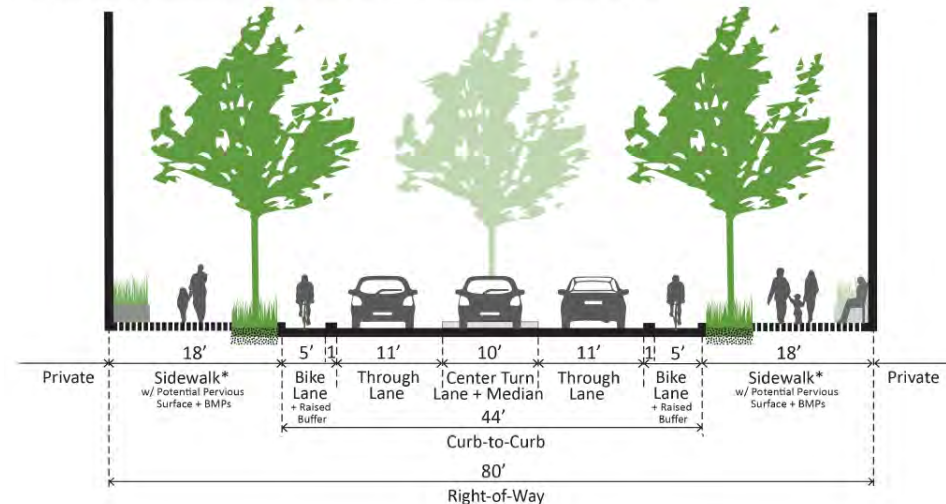 18’ 5’ 1’ 11’ 10’ 11’ 1’ 5’ 18’
Private Sidewalk* Bike Through Center Turn Through Bike Sidewalk* Private
w/ Potential Pervious Lane Lane Lane + Median Lane Lane w/ Potential Pervious
Surface + BMPs + Raised + Raised Surface + BMPs
Buffer Buffer
44’
Curb-to-Curb
80’
Right-of-Way